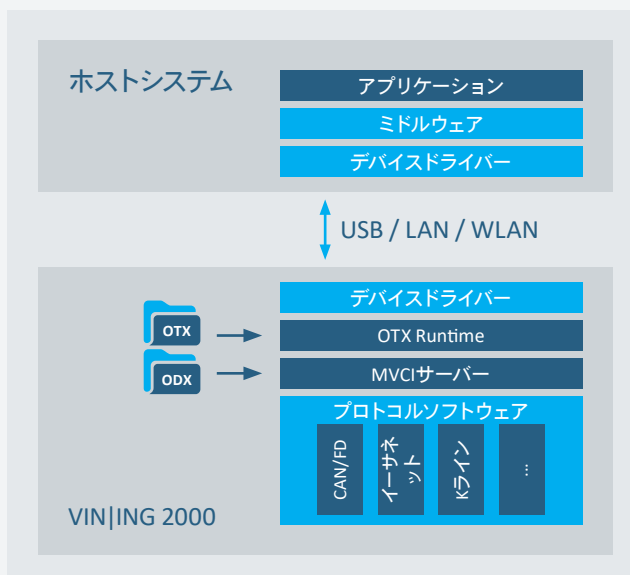 ホストシステム
アプリケーション
ミドルウェア
デバイスドライバー
USB / LAN / WLAN
デバイスドライバー
OTX
OTX Runtime
ODX
MVCIサーバー
プロトコルソフトウェア
CAN/FD
イーサネ
ット
Kライン
...
VIN|ING 2000